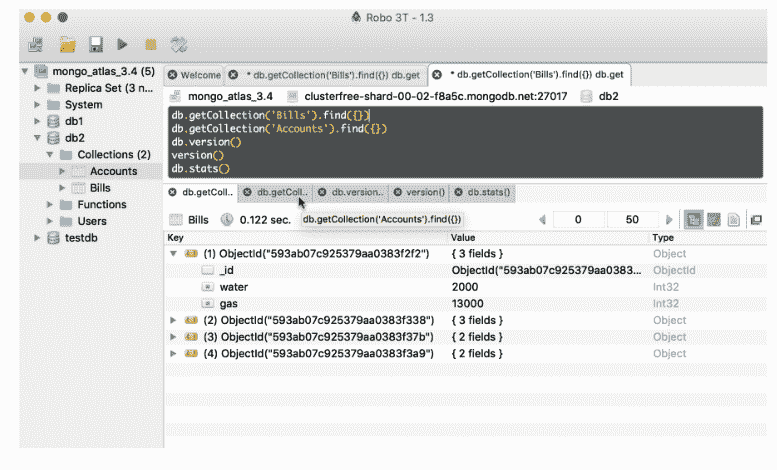 Robo 3T - 1.3
mongo_atlas_3.4 (5)
Replica Set (3 n...
System
db1
db2
Collections (2)
Accounts
Bills
Functions
Users
testdb
Welcome
* db.getCollection('Bills').find({}) db.get
* db.getCollection('Bills').find({}) db.get
mongo_atlas_3.4
clusterfree-shard-00-02-f8a5c.mongodb.net:27017
db2
db.getCollection('Bills').find({})
db.getCollection('Accounts').find({})
db.version()
version()
db.stats()
db.getColl..
db.getColl..
db.version..
version()
db.stats()
Bills
0.122 sec.
db.getCollection('Accounts').find({})
0
50
Key Value Type
(1) ObjectId("593ab07c925379aa0383f2f2") { 3 fields } Object
_id ObjectId("593ab07c925379aa0383... ObjectId
water 2000 Int32
gas 13000 Int32
(2) ObjectId("593ab07c925379aa0383f338") { 3 fields } Object
(3) ObjectId("593ab07c925379aa0383f37b") { 2 fields } Object
(4) ObjectId("593ab07c925379aa0383f3a9") { 2 fields } Object